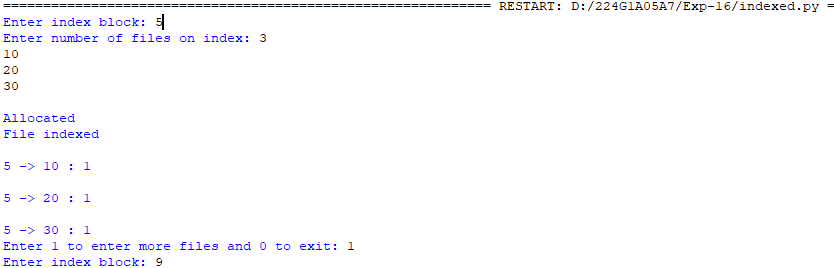 ================================================== RESTART: D:/224G1A05A7/Exp-16/indexed.py =
Enter index block: 5
Enter number of files on index: 3
10
20
30
Allocated
File indexed
5 -> 10 : 1
5 -> 20 : 1
5 -> 30 : 1
Enter 1 to enter more files and 0 to exit: 1
Enter index block: 9